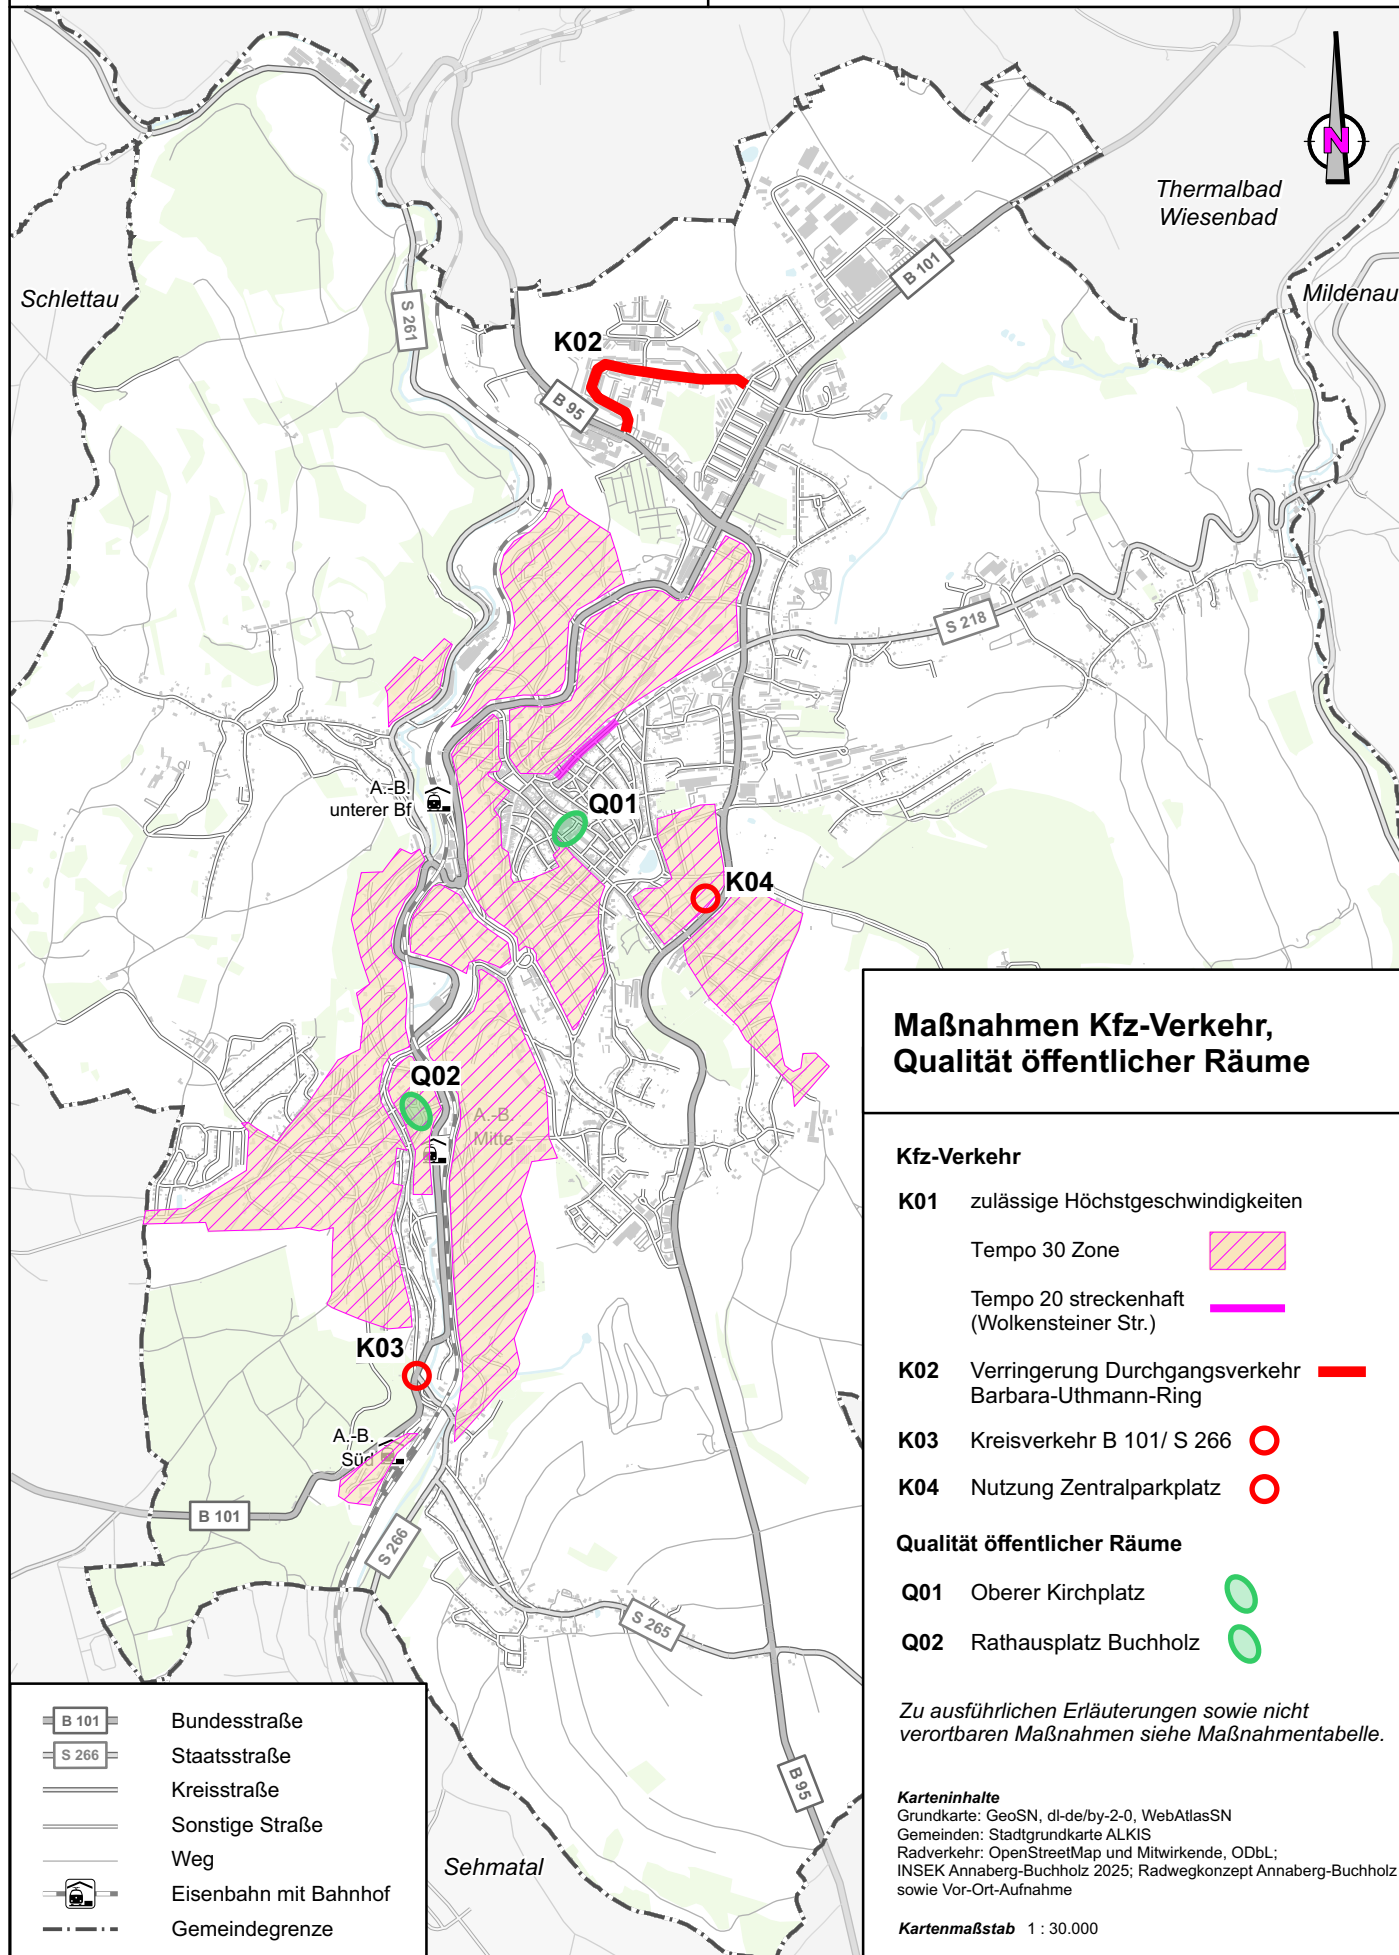 N
Thermalbad
Wiesenbad
Schlettau
Mildenau
S 261
B 101
K02
B 95
S 218
A.-B.
unterer Bf
Q01
K04
Q02
A.-B.
Mitte
K03
A.-B.
Süd
B 101
S 266
S 265
B 95
Sehmatal
Maßnahmen Kfz-Verkehr,
Qualität öffentlicher Räume
Kfz-Verkehr
K01 zulässige Höchstgeschwindigkeiten
Tempo 30 Zone
Tempo 20 streckenhaft
(Wolkensteiner Str.)
K02 Verringerung Durchgangsverkehr
Barbara-Uthmann-Ring
K03 Kreisverkehr B 101/ S 266
K04 Nutzung Zentralparkplatz
Qualität öffentlicher Räume
Q01 Oberer Kirchplatz
Q02 Rathausplatz Buchholz
Zu ausführlichen Erläuterungen sowie nicht
verortbaren Maßnahmen siehe Maßnahmentabelle.
Karteninhalte
Grundkarte: GeoSN, dl-de/by-2-0, WebAtlasSN
Gemeinden: Stadtgrundkarte ALKIS
Radverkehr: OpenStreetMap und Mitwirkende, ODbL;
INSEK Annaberg-Buchholz 2025; Radwegkonzept Annaberg-Buchholz
sowie Vor-Ort-Aufnahme
Kartenmaßstab 1 : 30.000
B 101 Bundesstraße
S 266 Staatsstraße
Kreisstraße
Sonstige Straße
Weg
Eisenbahn mit Bahnhof
Gemeindegrenze